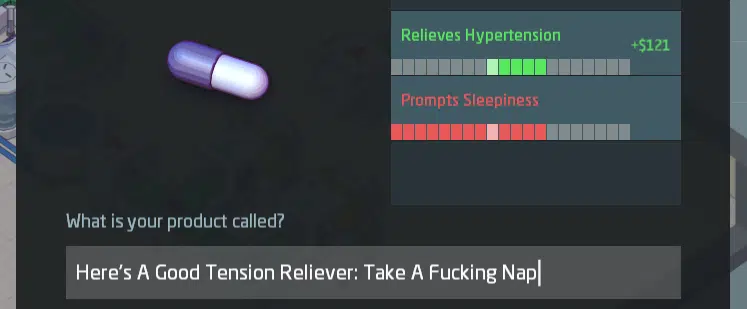 Relieves Hypertension
+$121
Prompts Sleepiness
What is your product called?
Here's A Good Tension Reliever: Take A Fucking Nap